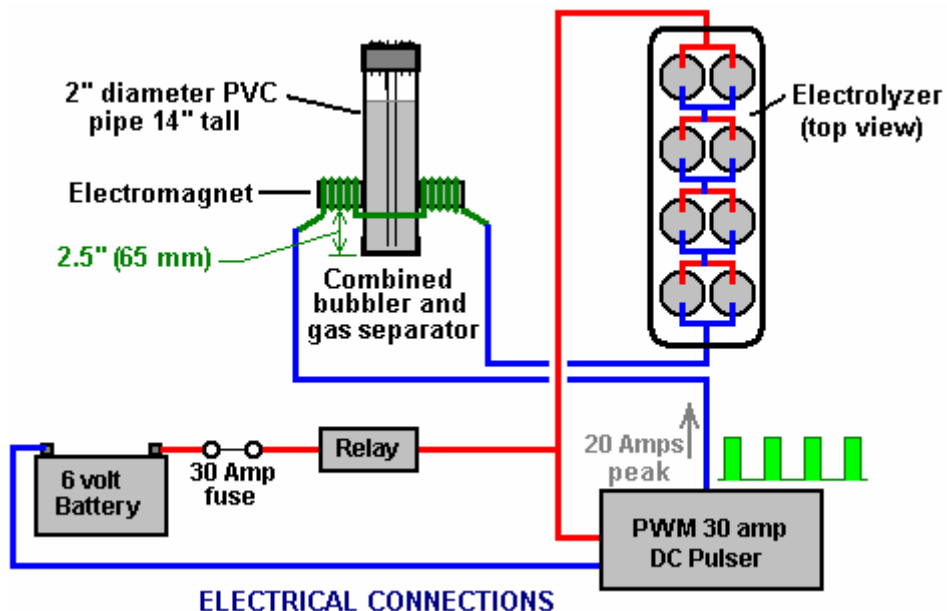 2" diameter PVC
pipe 14" tall
Electromagnet
2.5" (65 mm)
Combined
bubbler and
gas separator
Electrolyzer
(top view)
6 volt
Battery
30 Amp
fuse
Relay
20 Amps
peak
PWM 30 amp
DC Pulser
ELECTRICAL CONNECTIONS